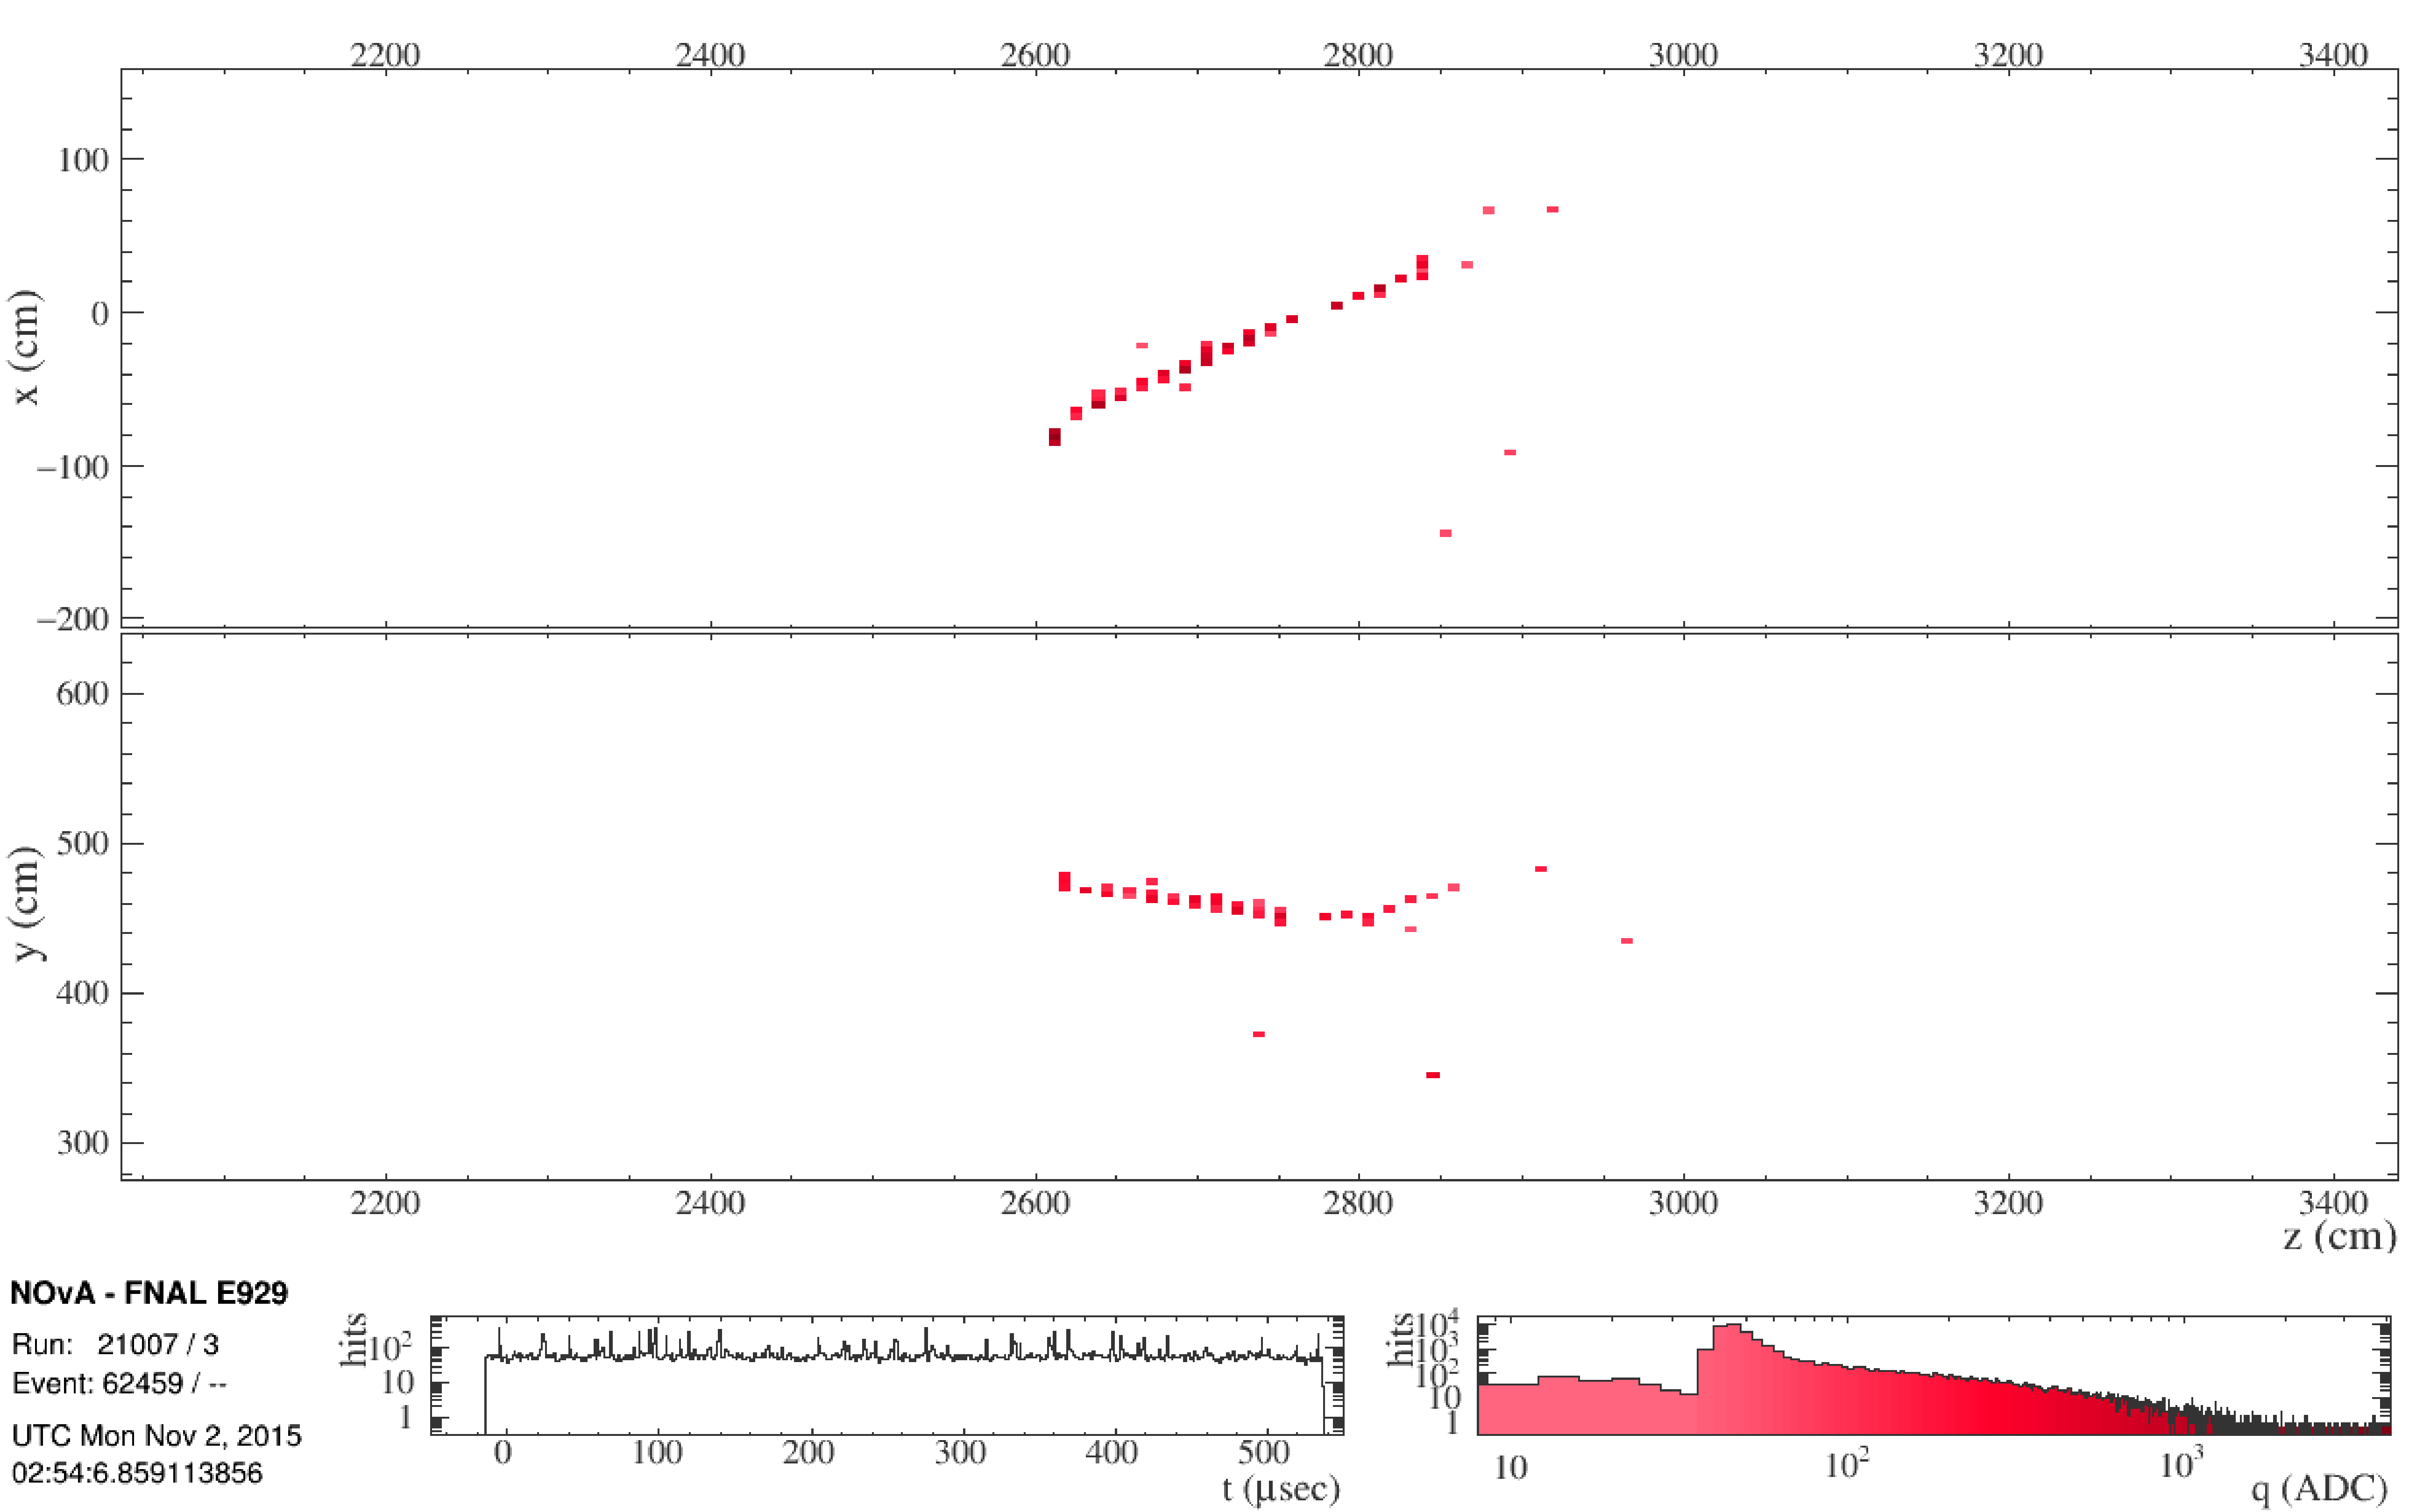 2200 2400 2600 2800 3000 3200 3400
100
0
−100
−200
x (cm)
600
500
400
300
y (cm)
2200 2400 2600 2800 3000 3200 3400
z (cm)
NOvA - FNAL E929
Run: 21007 / 3
Event: 62459 / --
UTC Mon Nov 2, 2015
02:54:6.859113856
hits
10²
10
1
0 100 200 300 400 500
t (μsec)
hits
10⁴
10³
10²
10
1
10 10² 10³
q (ADC)